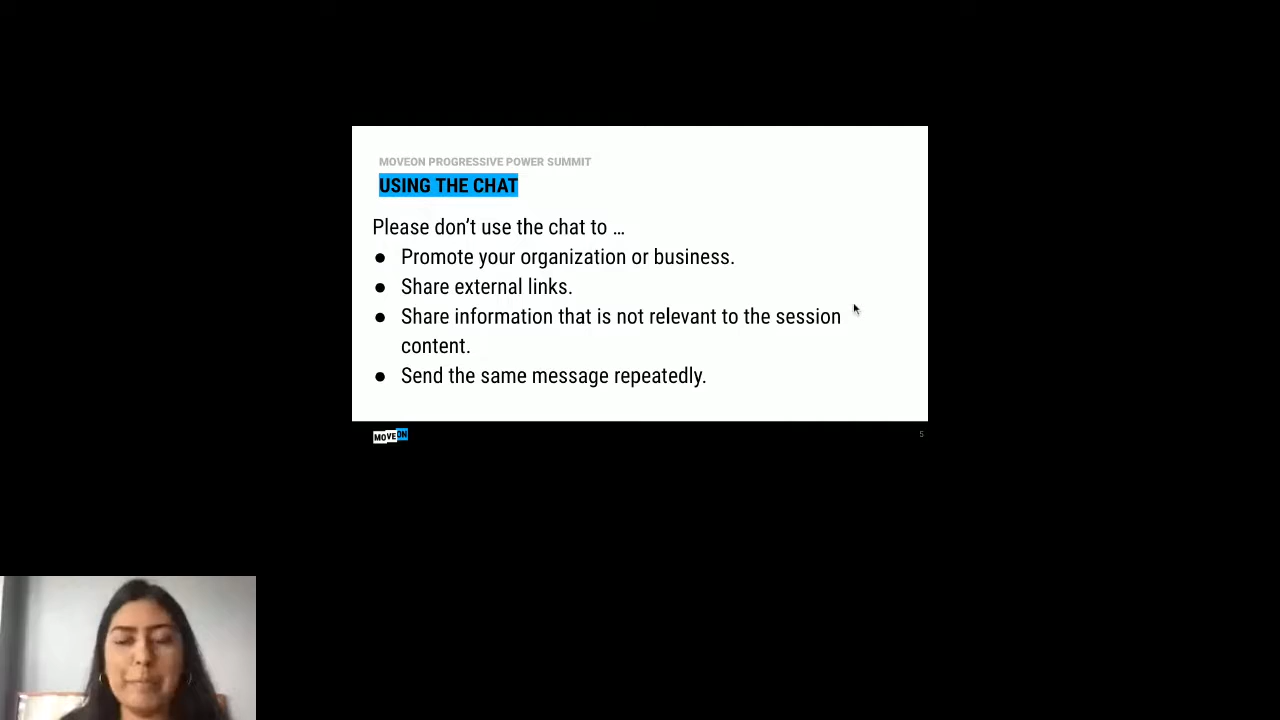 MOVEON PROGRESSIVE POWER SUMMIT
USING THE CHAT
Please don’t use the chat to …
● Promote your organization or business.
● Share external links.
● Share information that is not relevant to the session
content.
● Send the same message repeatedly.
MOVEON
5